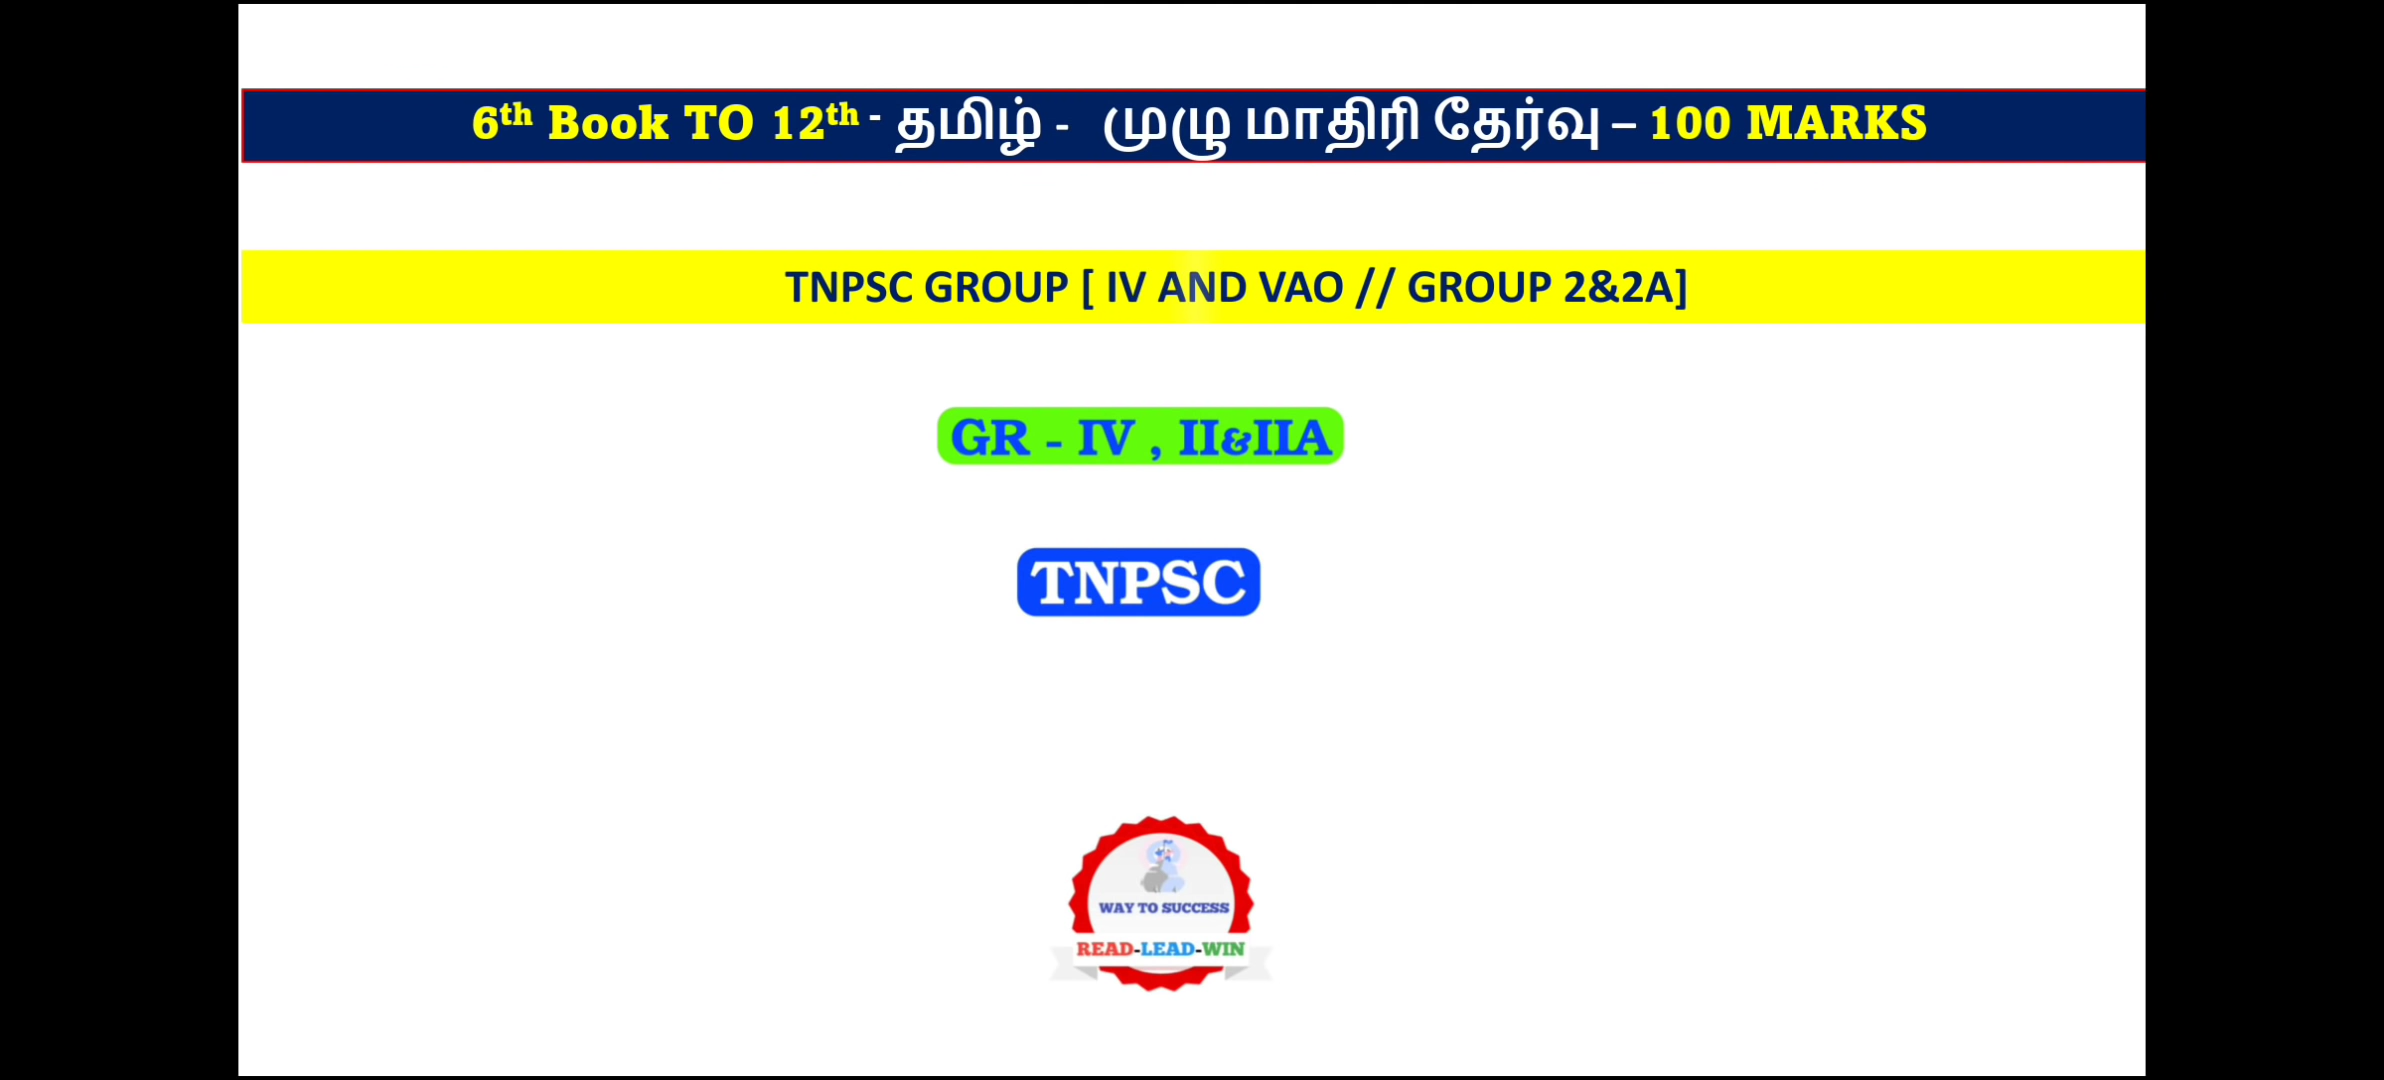 6th Book TO 12th - தமிழ் - முழு மாதிரி தேர்வு – 100 MARKS
TNPSC GROUP [ IV AND VAO // GROUP 2&2A]
GR - IV , II&IIA
TNPSC
WAY TO SUCCESS
READ-LEAD-WIN